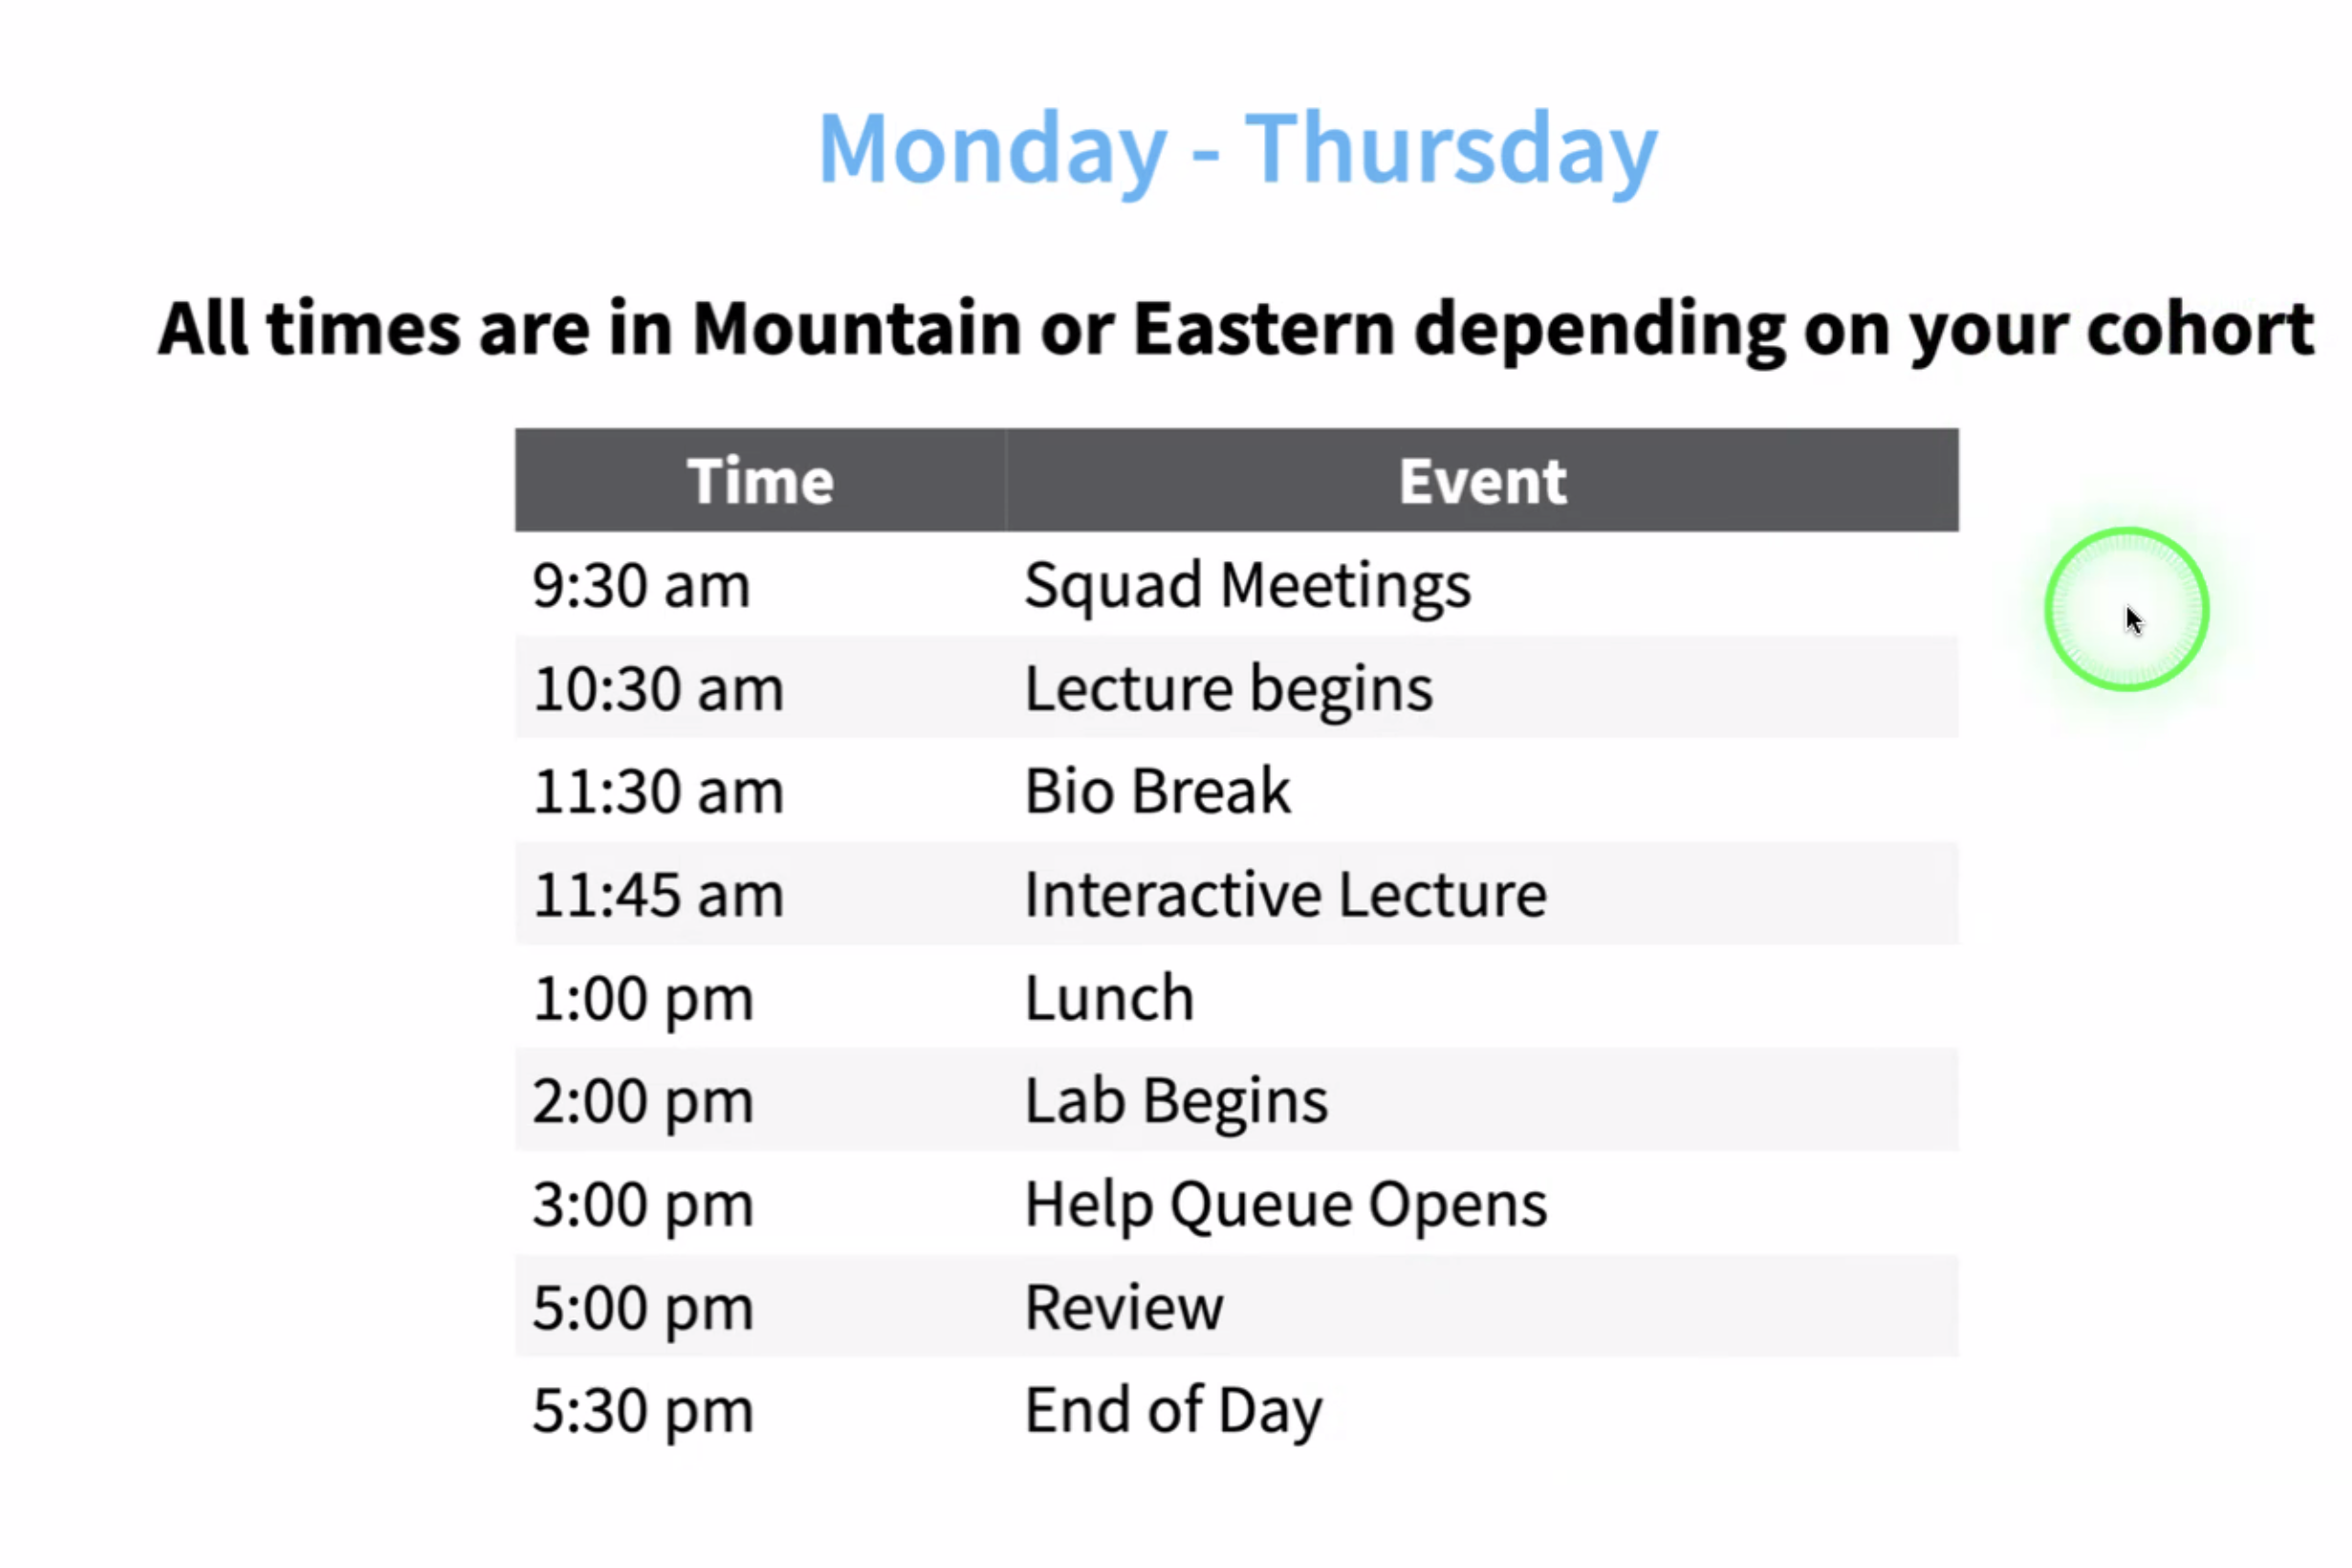 Monday - Thursday
All times are in Mountain or Eastern depending on your cohort
Time Event
9:30 am Squad Meetings
10:30 am Lecture begins
11:30 am Bio Break
11:45 am Interactive Lecture
1:00 pm Lunch
2:00 pm Lab Begins
3:00 pm Help Queue Opens
5:00 pm Review
5:30 pm End of Day